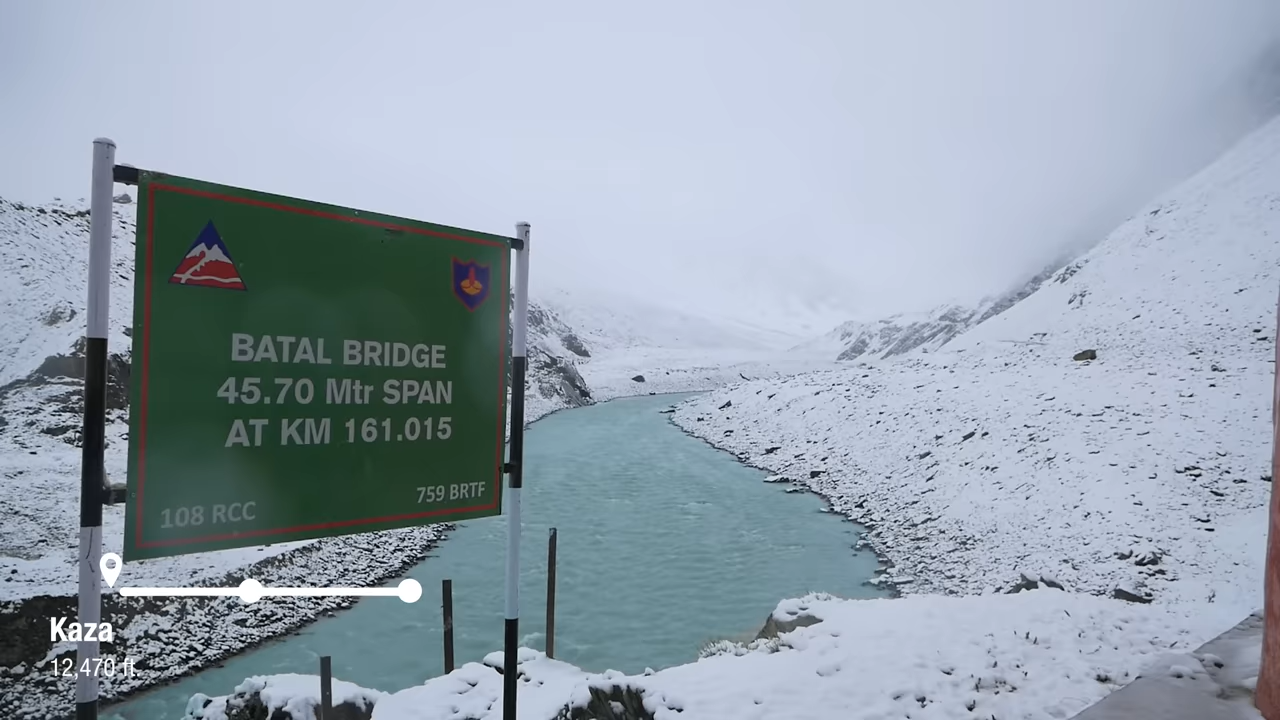 BATAL BRIDGE
45.70 Mtr SPAN
AT KM 161.015
108 RCC
759 BRTF
Kaza
12,470 ft.